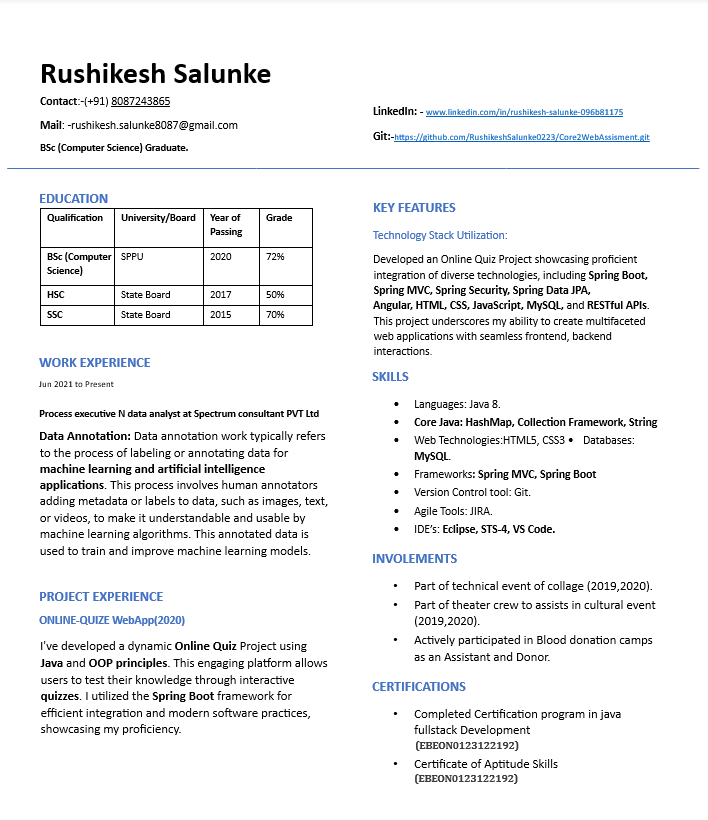 Rushikesh Salunke
Contact:-(+91) 8087243865
Mail: -rushikesh.salunke8087@gmail.com
BSc (Computer Science) Graduate.
LinkedIn: - www.linkedin.com/in/rushikesh-salunke-096b81175
Git:-https://github.com/RushikeshSalunke0223/Core2WebAssisment.git
EDUCATION
Qualification University/Board Year of
Passing Grade
BSc (Computer
Science) SPPU 2020 72%
HSC State Board 2017 50%
SSC State Board 2015 70%
WORK EXPERIENCE
Jun 2021 to Present
Process executive N data analyst at Spectrum consultant PVT Ltd
Data Annotation: Data annotation work typically refers
to the process of labeling or annotating data for
machine learning and artificial intelligence
applications. This process involves human annotators
adding metadata or labels to data, such as images, text,
or videos, to make it understandable and usable by
machine learning algorithms. This annotated data is
used to train and improve machine learning models.
PROJECT EXPERIENCE
ONLINE-QUIZE WebApp(2020)
I've developed a dynamic Online Quiz Project using
Java and OOP principles. This engaging platform allows
users to test their knowledge through interactive
quizzes. I utilized the Spring Boot framework for
efficient integration and modern software practices,
showcasing my proficiency.
KEY FEATURES
Technology Stack Utilization:
Developed an Online Quiz Project showcasing proficient
integration of diverse technologies, including Spring Boot,
Spring MVC, Spring Security, Spring Data JPA,
Angular, HTML, CSS, JavaScript, MySQL, and RESTful APIs.
This project underscores my ability to create multifaceted
web applications with seamless frontend, backend
interactions.
SKILLS
• Languages: Java 8.
• Core Java: HashMap, Collection Framework, String
• Web Technologies:HTML5, CSS3 • Databases:
MySQL.
• Frameworks: Spring MVC, Spring Boot
• Version Control tool: Git.
• Agile Tools: JIRA.
• IDE's: Eclipse, STS-4, VS Code.
INVOLEMENTS
• Part of technical event of collage (2019,2020).
• Part of theater crew to assists in cultural event
(2019,2020).
• Actively participated in Blood donation camps
as an Assistant and Donor.
CERTIFICATIONS
• Completed Certification program in java
fullstack Development
(EBEON0123122192)
• Certificate of Aptitude Skills
(EBEON0123122192)